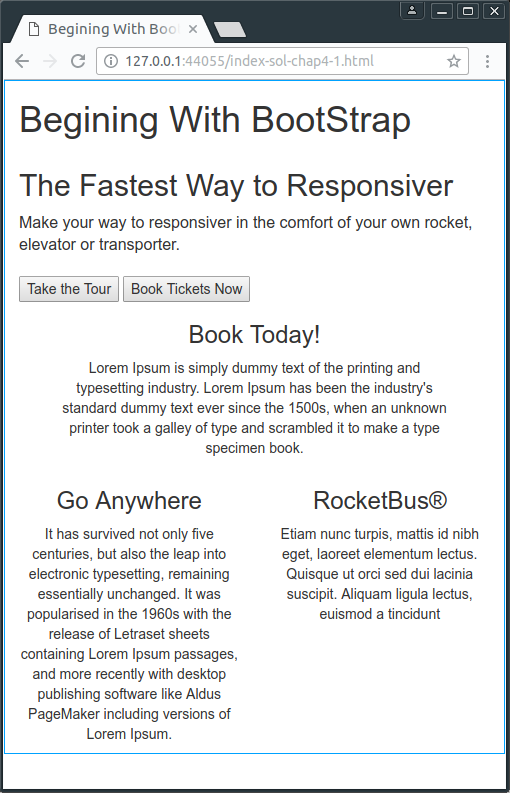 Begining With Boo
127.0.0.1:44055/index-sol-chap4-1.html
Begining With BootStrap
The Fastest Way to Responsiver
Make your way to responsiver in the comfort of your own rocket,
elevator or transporter.
Take the Tour
Book Tickets Now
Book Today!
Lorem Ipsum is simply dummy text of the printing and
typesetting industry. Lorem Ipsum has been the industry's
standard dummy text ever since the 1500s, when an unknown
printer took a galley of type and scrambled it to make a type
specimen book.
Go Anywhere
It has survived not only five
centuries, but also the leap into
electronic typesetting, remaining
essentially unchanged. It was
popularised in the 1960s with the
release of Letraset sheets
containing Lorem Ipsum passages,
and more recently with desktop
publishing software like Aldus
PageMaker including versions of
Lorem Ipsum.
RocketBus®
Etiam nunc turpis, mattis id nibh
eget, laoreet elementum lectus.
Quisque ut orci sed dui lacinia
suscipit. Aliquam ligula lectus,
euismod a tincidunt